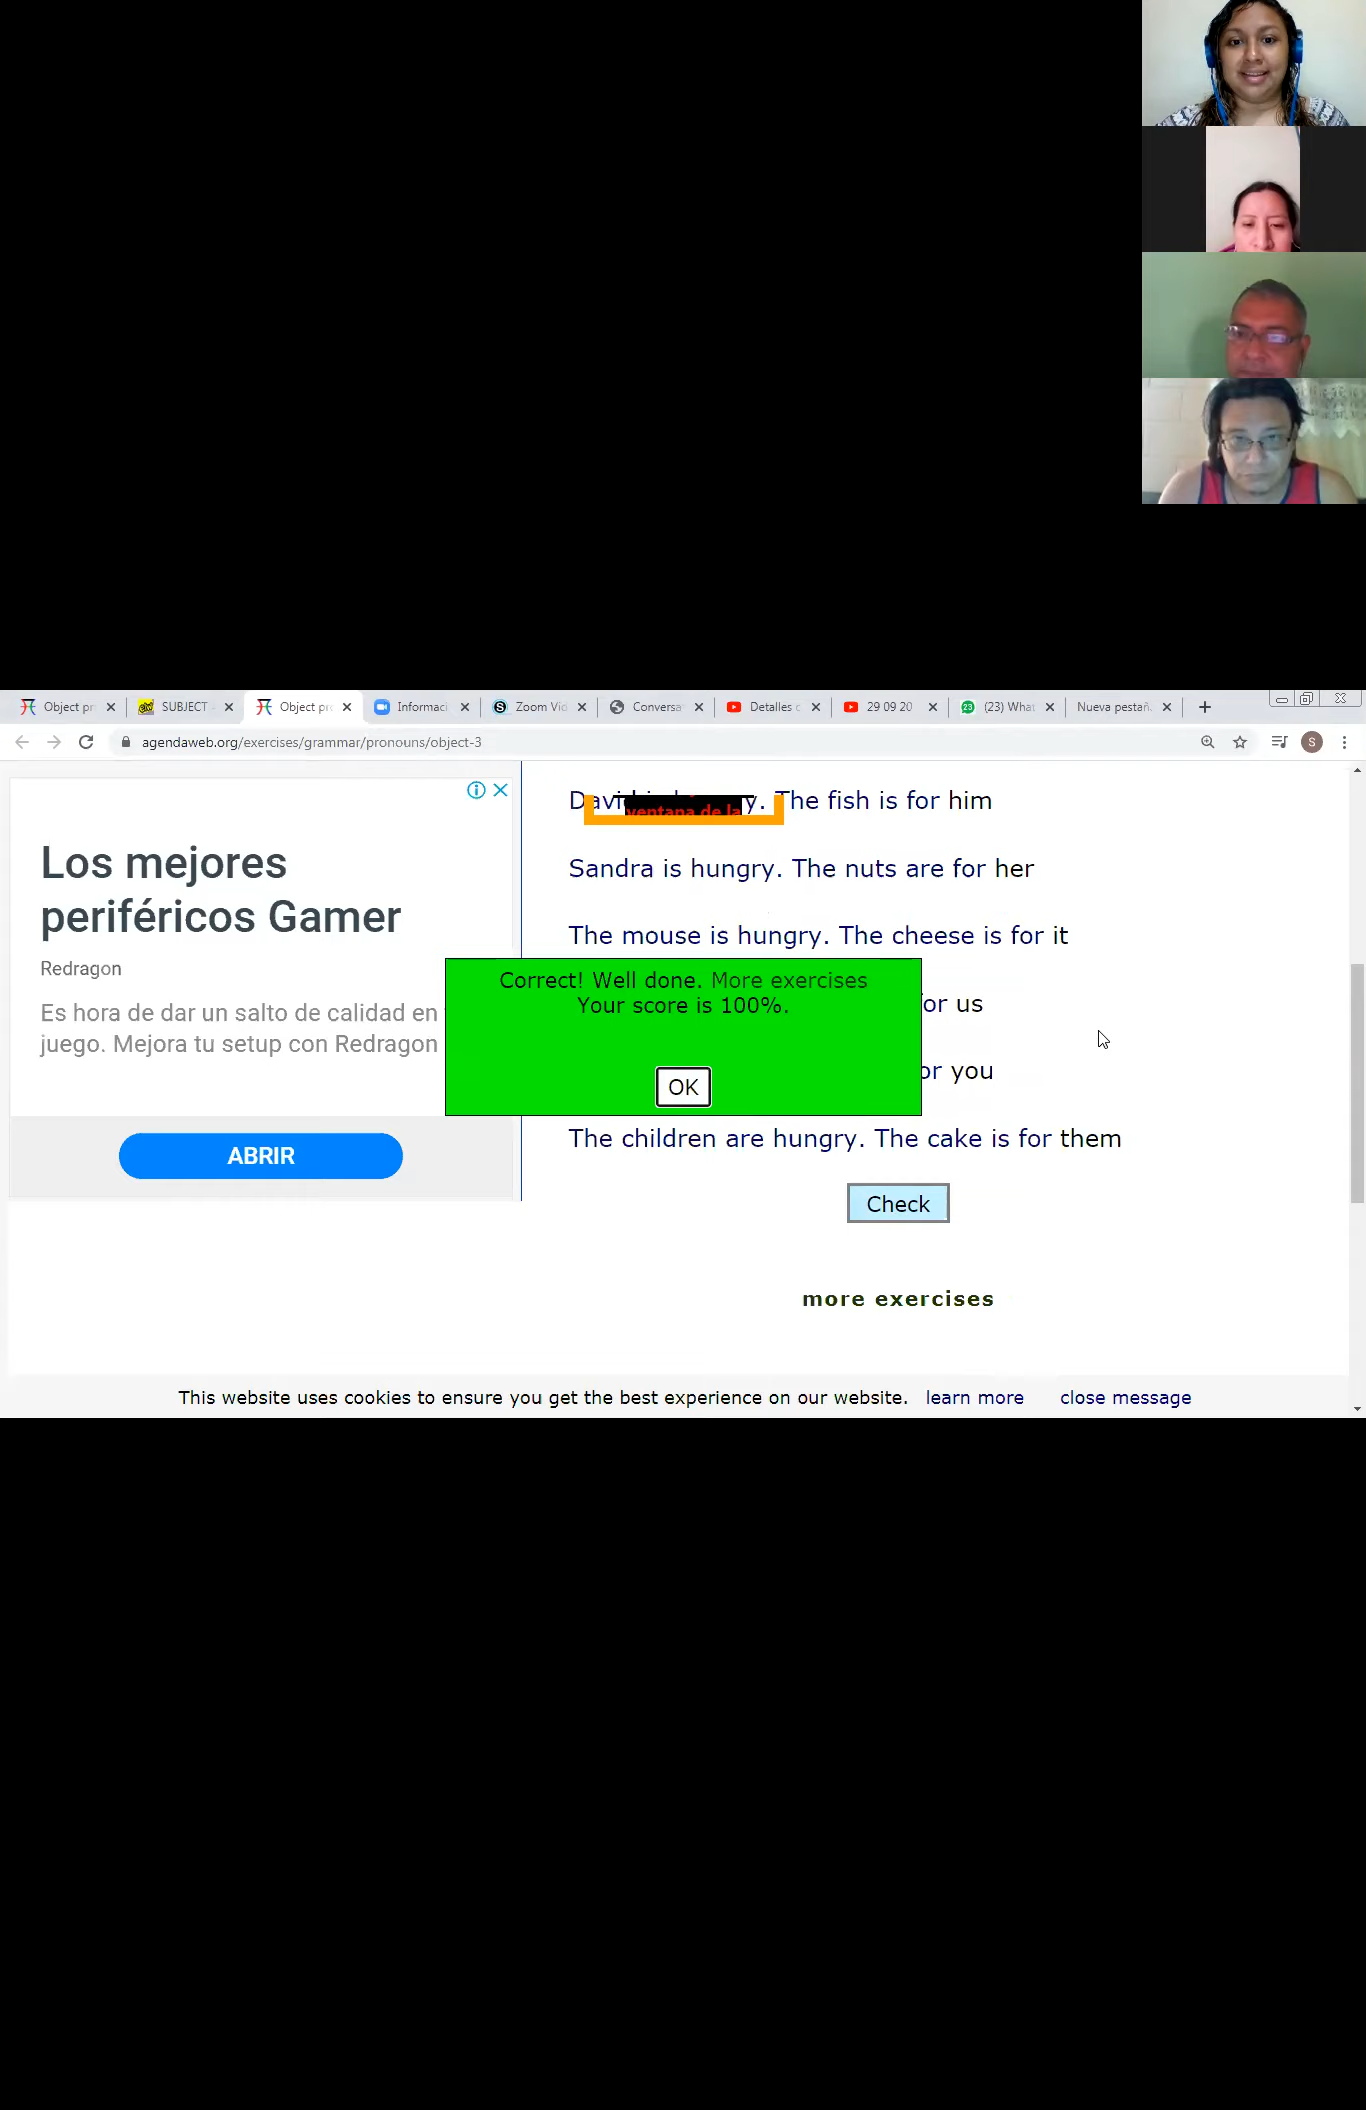 Object pr
SUBJECT
Object pro
Informaci
Zoom Vid
Conversa
Detalles c
29 09 20
(23) What
Nueva pestañ
agendaweb.org/exercises/grammar/pronouns/object-3
S
Los mejores
periféricos Gamer
Redragon
Es hora de dar un salto de calidad en
juego. Mejora tu setup con Redragon
ABRIR
ventana de la
The fish is for him
Sandra is hungry. The nuts are for her
The mouse is hungry. The cheese is for it
for us
or you
The children are hungry. The cake is for them
Correct! Well done. More exercises
Your score is 100%.
OK
Check
more exercises
This website uses cookies to ensure you get the best experience on our website. learn more close message